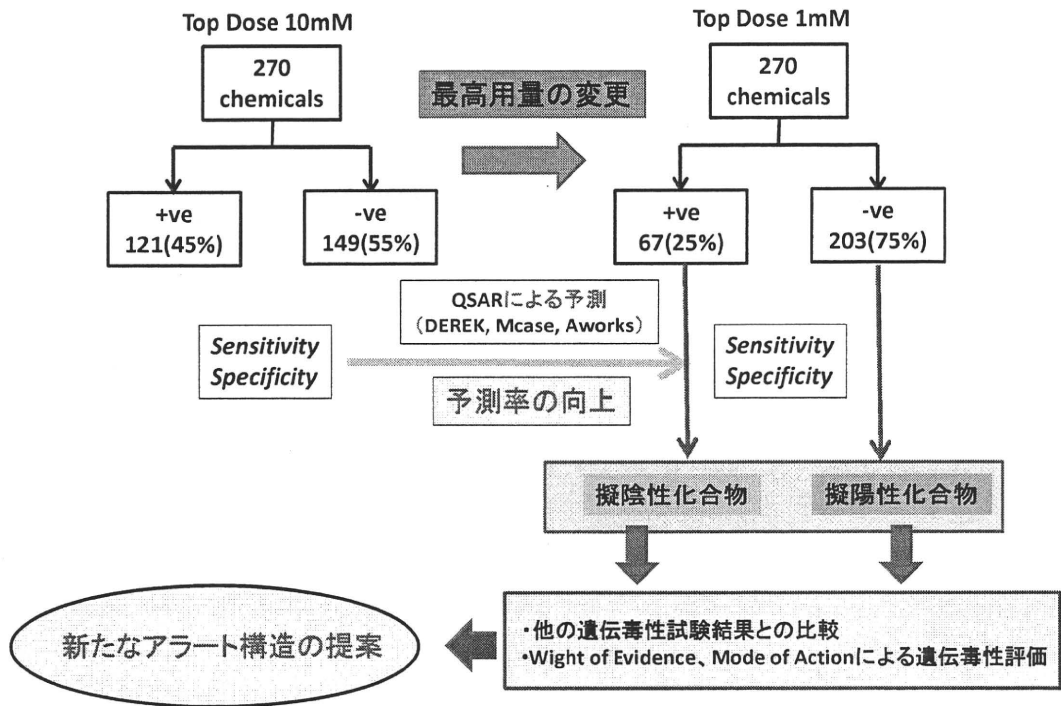 Top Dose 10mM
270
chemicals
+ve
121(45%)
-ve
149(55%)
最高用量の変更
Top Dose 1mM
270
chemicals
+ve
67(25%)
-ve
203(75%)
QSARによる予測
(DEREK, Mcase, Aworks)
Sensitivity
Specificity
予測率の向上
Sensitivity
Specificity
擬陰性化合物
擬陽性化合物
・他の遺伝毒性試験結果との比較
・Wight of Evidence、Mode of Actionによる遺伝毒性評価
新たなアラート構造の提案